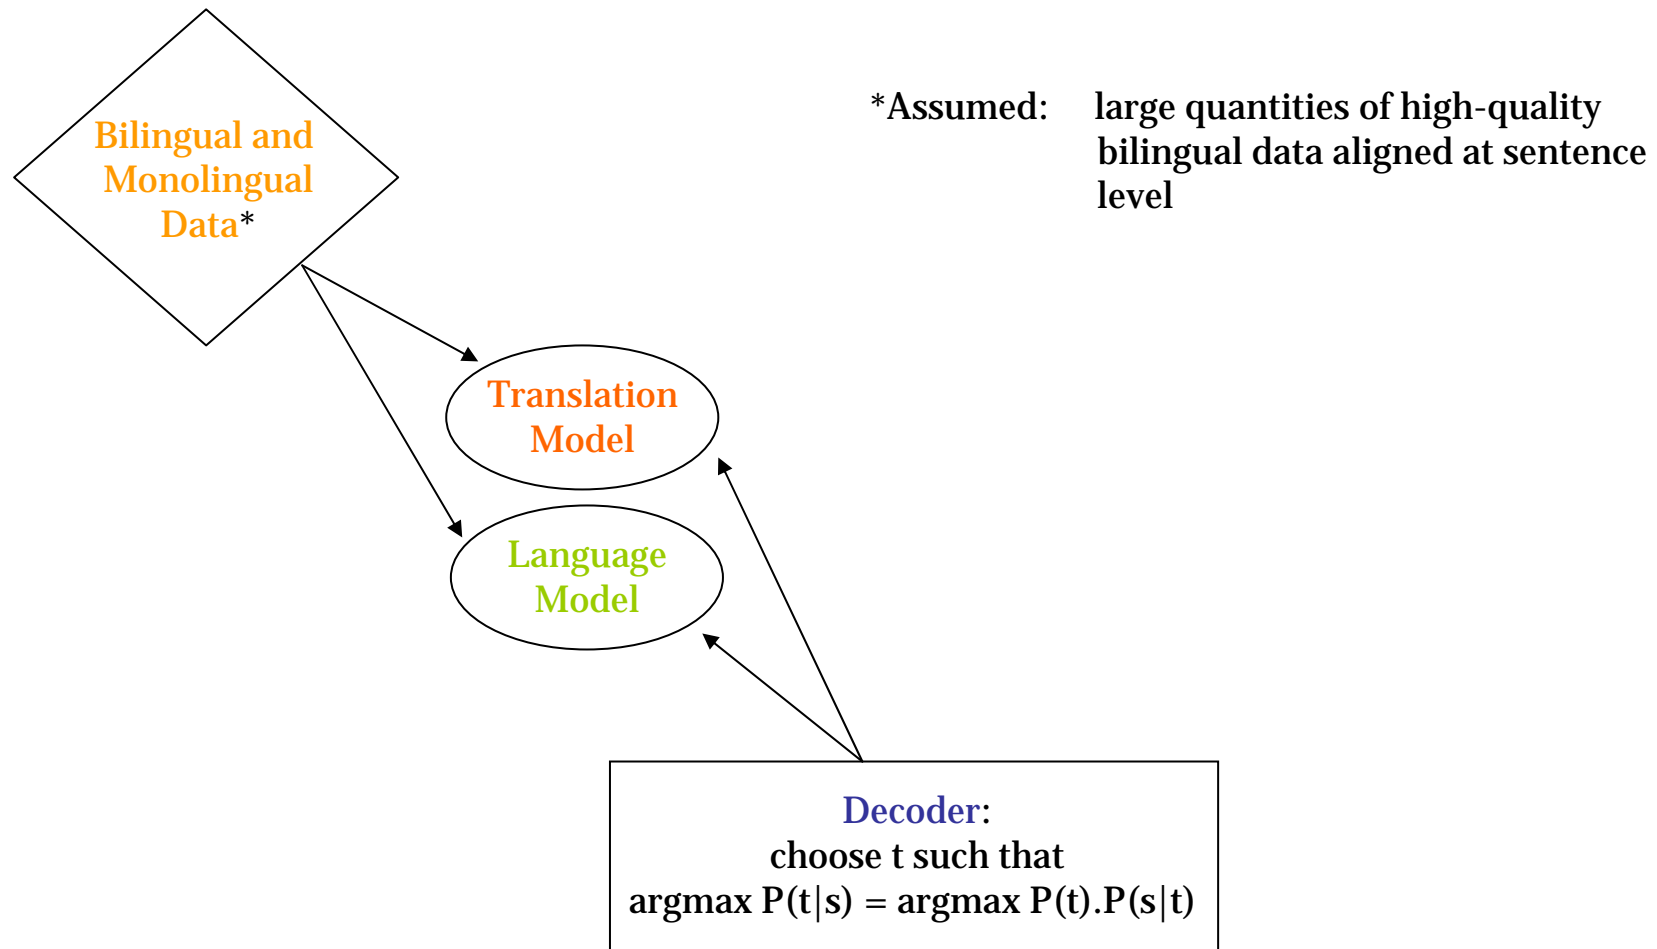 Bilingual and
Monolingual
Data*
*Assumed: large quantities of high-quality
bilingual data aligned at sentence
level
Translation
Model
Language
Model
Decoder:
choose t such that
argmax P(t|s) = argmax P(t).P(s|t)